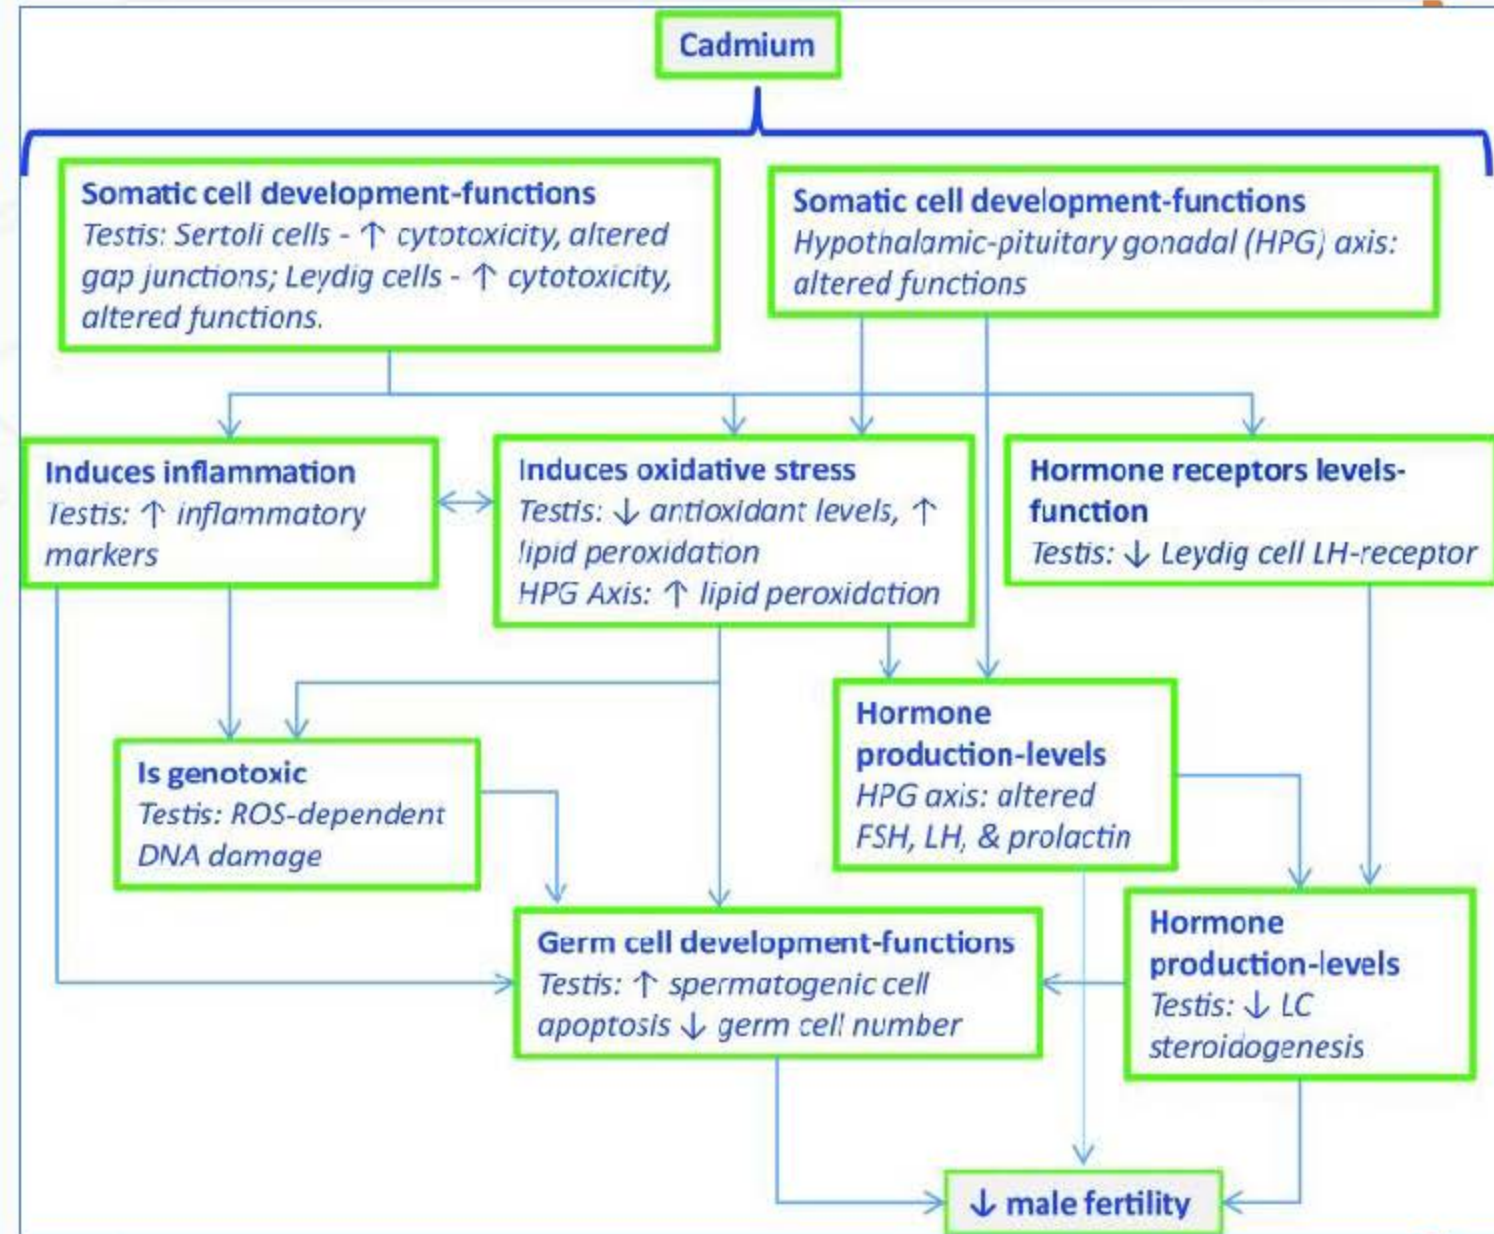 Cadmium
Somatic cell development-functions
Testis: Sertoli cells - ↑ cytotoxicity, altered
gap junctions; Leydig cells - ↑ cytotoxicity,
altered functions.
Somatic cell development-functions
Hypothalamic-pituitary gonadal (HPG) axis:
altered functions
Induces inflammation
Testis: ↑ inflammatory
markers
Induces oxidative stress
Testis: ↓ antioxidant levels, ↑
lipid peroxidation
HPG Axis: ↑ lipid peroxidation
Hormone receptors levels-
function
Testis: ↓ Leydig cell LH-receptor
Is genotoxic
Testis: ROS-dependent
DNA damage
Hormone
production-levels
HPG axis: altered
FSH, LH, & prolactin
Germ cell development-functions
Testis: ↑ spermatogenic cell
apoptosis ↓ germ cell number
Hormone
production-levels
Testis: ↓ LC
steroidogenesis
↓ male fertility